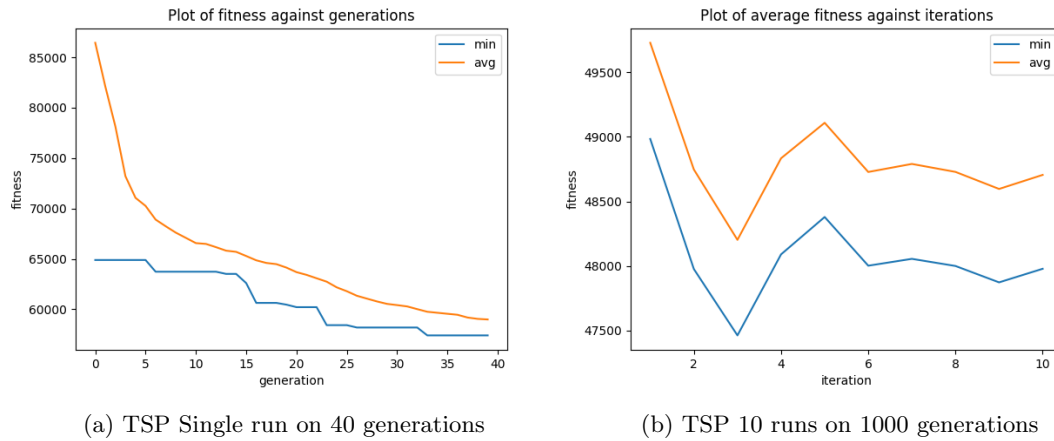 Plot of fitness against generations
min
avg
85000
80000
75000
70000
65000
60000
fitness
0 5 10 15 20 25 30 35 40
generation
(a) TSP Single run on 40 generations
Plot of average fitness against iterations
min
avg
49500
49000
48500
48000
47500
fitness
2 4 6 8 10
iteration
(b) TSP 10 runs on 1000 generations